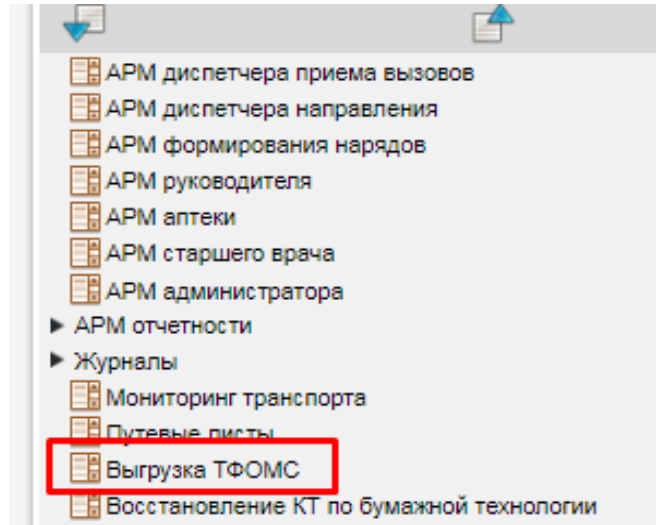 АРМ диспетчера приема вызовов
АРМ диспетчера направления
АРМ формирования нарядов
АРМ руководителя
АРМ аптеки
АРМ старшего врача
АРМ администратора
АРМ отчетности
Журналы
Мониторинг транспорта
Путевые листы
Выгрузка ТФОМС
Восстановление КТ по бумажной технологии